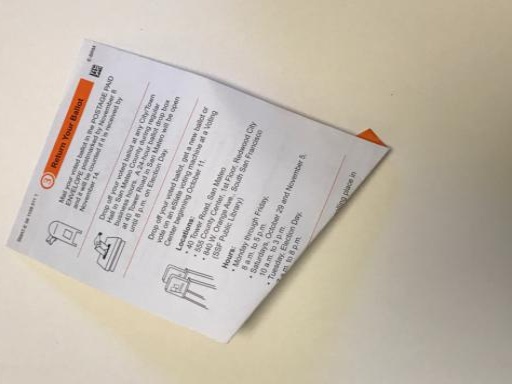 3 Return Your Ballot
Mail your voted ballot in the POSTAGE PAID
ENVELOPE postmarked by November 8
and it will be counted if it is received by
November 14.
Drop off your voted ballot at any City/Town
Hall in San Mateo County during regular
business hours. A 24-hour ballot drop box
at 40 Tower Road in San Mateo will be open
until 8 p.m. on Election Day.
Drop off your voted ballot, get a new ballot or
vote on an eSlate voting machine at a Voting
Center beginning October 11.
Locations:
• 40 Tower Road, San Mateo
• 555 County Center, 1st Floor, Redwood City
• 840 W. Orange Ave., South San Francisco
(SSF Public Library)
Hours:
• Monday through Friday,
8 a.m. to 5 p.m.
• Saturdays, October 29 and November 5,
10 a.m. to 3 p.m.
• Tuesday, Election Day,
a.m. to 8 p.m.
place in